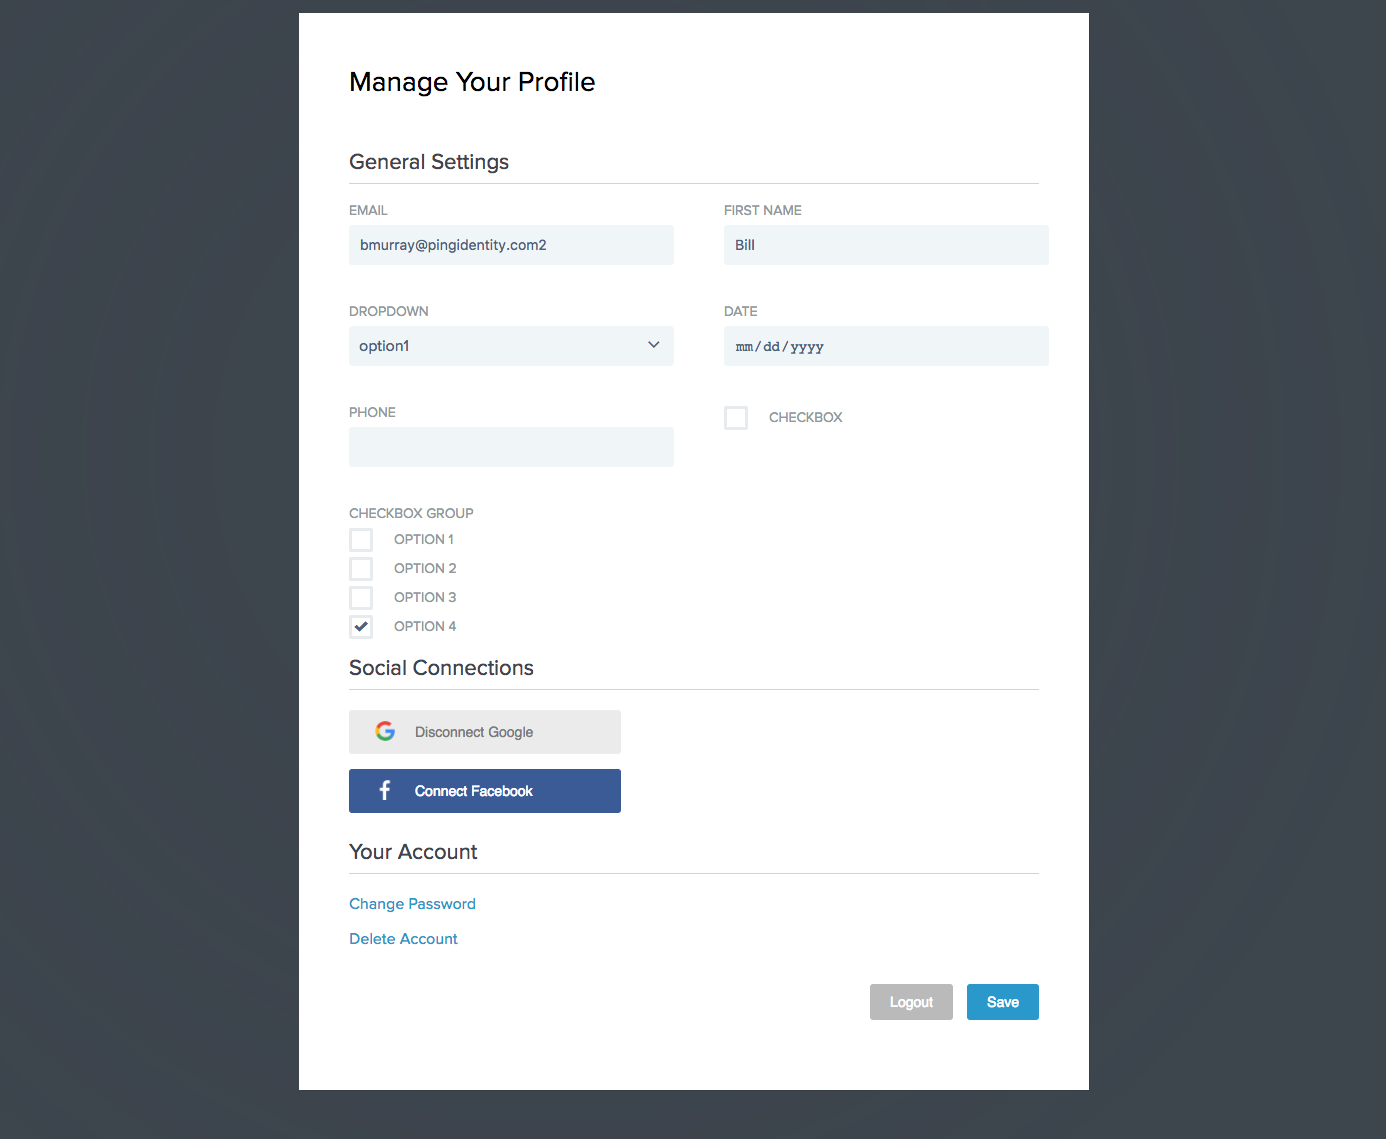 Manage Your Profile
General Settings
EMAIL
FIRST NAME
bmurray@pingidentity.com2
Bill
DROPDOWN
DATE
option1
mm/dd/yyyy
PHONE
CHECKBOX
CHECKBOX GROUP
OPTION 1
OPTION 2
OPTION 3
OPTION 4
Social Connections
Disconnect Google
Connect Facebook
Your Account
Change Password
Delete Account
Logout
Save